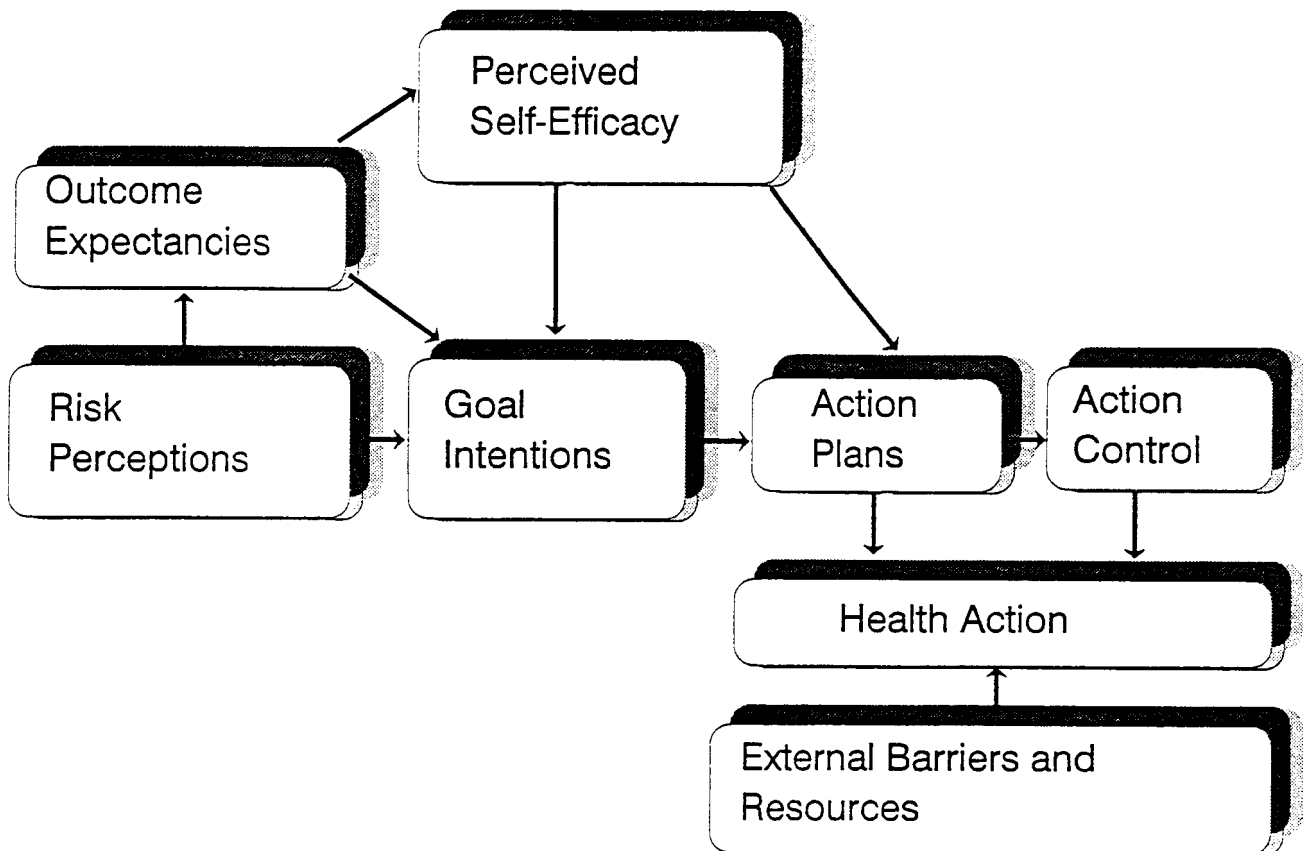 Perceived
Self-Efficacy
Outcome
Expectancies
Risk
Perceptions
Goal
Intentions
Action
Plans
Action
Control
Health Action
External Barriers and
Resources